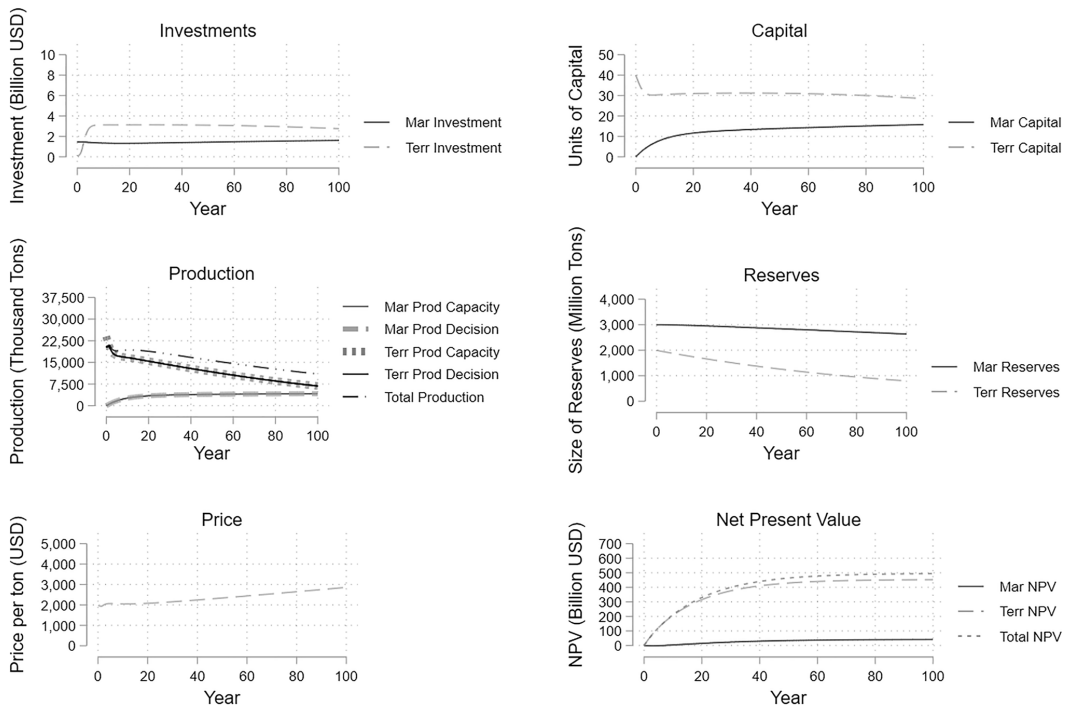 Investments
Investment (Billion USD)
10
8
6
4
2
0
0 20 40 60 80 100
Year
Mar Investment
Terr Investment
Capital
Units of Capital
50
40
30
20
10
0
0 20 40 60 80 100
Year
Mar Capital
Terr Capital
Production
Production (Thousand Tons)
37,500
30,000
22,500
15,000
7,500
0
0 20 40 60 80 100
Year
Mar Prod Capacity
Mar Prod Decision
Terr Prod Capacity
Terr Prod Decision
Total Production
Reserves
Size of Reserves (Million Tons)
4,000
3,000
2,000
1,000
0
0 20 40 60 80 100
Year
Mar Reserves
Terr Reserves
Price
Price per ton (USD)
5,000
4,000
3,000
2,000
1,000
0
0 20 40 60 80 100
Year
Net Present Value
NPV (Billion USD)
700
600
500
400
300
200
100
0
0 20 40 60 80 100
Year
Mar NPV
Terr NPV
Total NPV